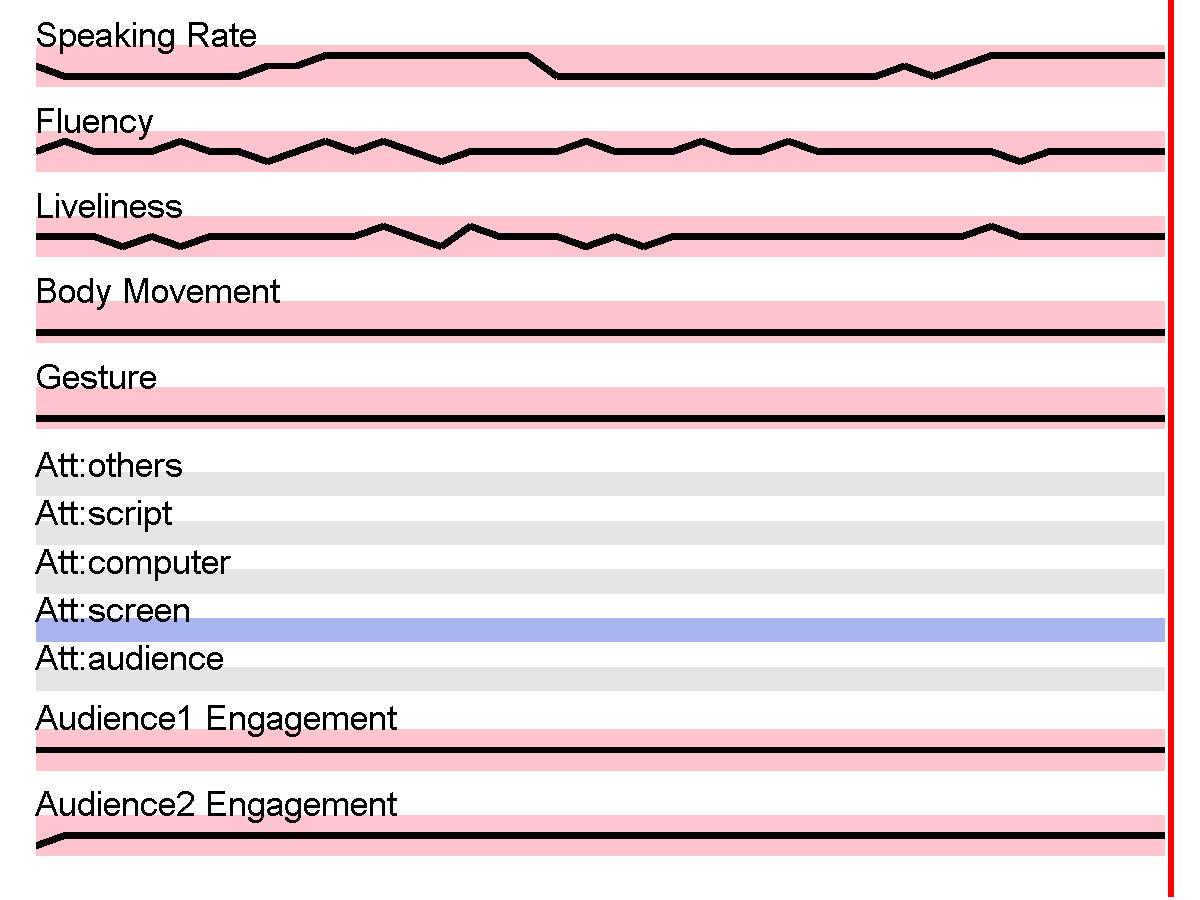 Speaking Rate
Fluency
Liveliness
Body Movement
Gesture
Att:others
Att:script
Att:computer
Att:screen
Att:audience
Audience1 Engagement
Audience2 Engagement